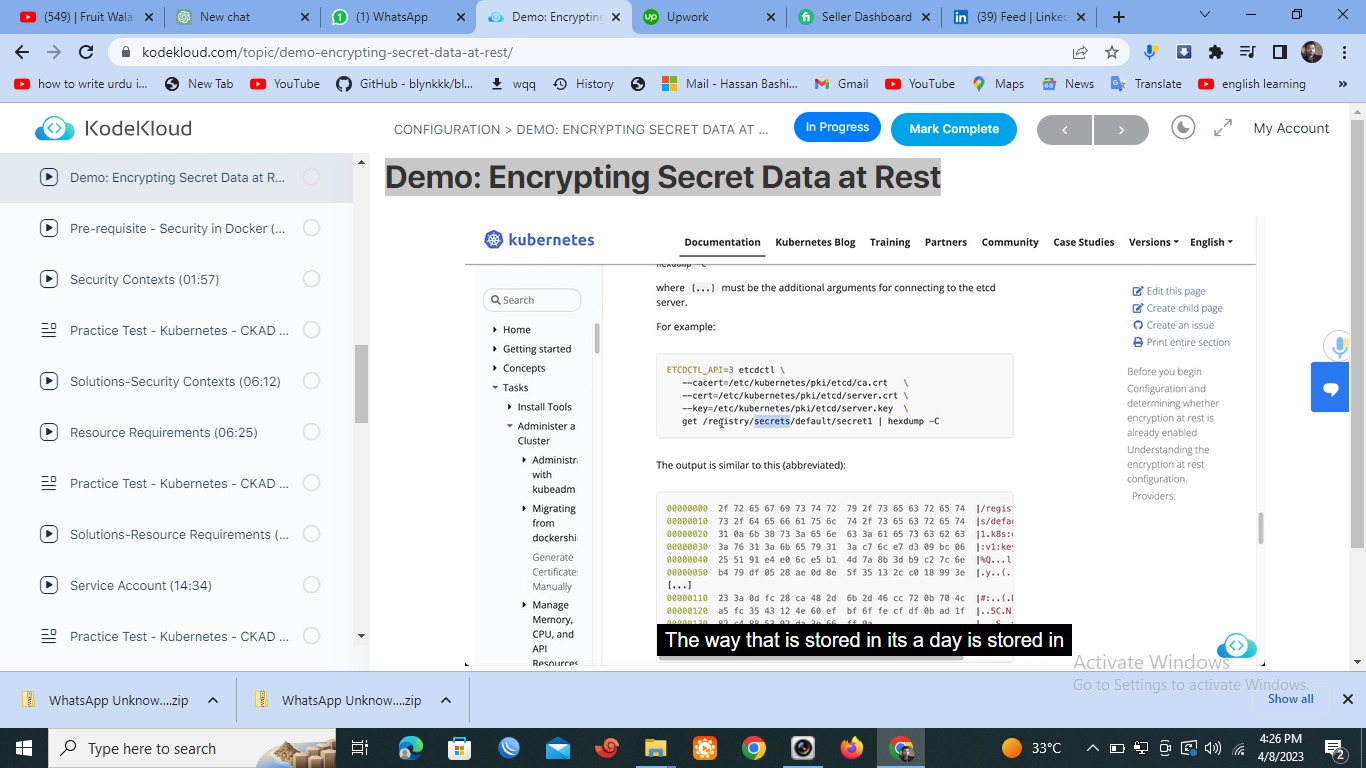 (549) Fruit Wala
New chat
(1) WhatsApp
Demo: Encrypting
Upwork
Seller Dashboard
(39) Feed | Linke
kodekloud.com/topic/demo-encrypting-secret-data-at-rest/
how to write urdu i...
New Tab
YouTube
GitHub - blynkkk/bl...
wqq
History
Mail - Hassan Bashi...
Gmail
YouTube
Maps
News
Translate
english learning
»
KodeKloud
CONFIGURATION > DEMO: ENCRYPTING SECRET DATA AT ...
In Progress
Mark Complete
<
>
My Account
Demo: Encrypting Secret Data at R...
Pre-requisite - Security in Docker (...
Security Contexts (01:57)
Practice Test - Kubernetes - CKAD ...
Solutions-Security Contexts (06:12)
Resource Requirements (06:25)
Practice Test - Kubernetes - CKAD ...
Solutions-Resource Requirements (...
Service Account (14:34)
Practice Test - Kubernetes - CKAD ...
Demo: Encrypting Secret Data at Rest
kubernetes
Documentation
Kubernetes Blog
Training
Partners
Community
Case Studies
Versions
English
Search
Home
Getting started
Concepts
Tasks
Install Tools
Administer a
Cluster
Administra
with
kubeadm
Migrating
from
dockershi
Generate
Certificates
Manually
Manage
Memory,
CPU, and
API
Resources
hexdump -C
where [...] must be the additional arguments for connecting to the etcd
server.
For example:
ETCDCTL_API=3 etcdctl \
--cacert=/etc/kubernetes/pki/etcd/ca.crt \
--cert=/etc/kubernetes/pki/etcd/server.crt \
--key=/etc/kubernetes/pki/etcd/server.key \
get /registry/secrets/default/secret1 | hexdump -C
The output is similar to this (abbreviated):
00000000 2f 72 65 67 69 73 74 72 79 2f 73 65 63 72 65 74 |/regis
00000010 73 2f 64 65 66 61 75 6c 74 2f 73 65 63 72 65 74 |s/defau
00000020 31 0a 6b 38 73 3a 65 6e 63 3a 61 65 73 63 62 63 |1.k8s:
00000030 3a 76 31 3a 6b 65 79 31 3a c7 6c e7 d3 09 bc 06 |:v1:key
00000040 25 51 91 e4 e0 6c e5 b1 4d 7a 8b 3d b9 c2 7c 6e |%Q...l
00000050 b4 79 df 05 28 ae 0d 8e 5f 35 13 2c c0 18 99 3e |.y..(.
[...]
00000110 23 3a 0d fc 28 ca 48 2d 6b 2d 46 cc 72 0b 70 4c |#:..(.
00000120 a5 fc 35 43 12 4e 60 ef bf 6f fe cf df 0b ad 1f |..5C.N
The way that is stored in its a day is stored in
Edit this page
Create child page
Create an issue
Print entire section
Before you begin
Configuration and
determining whether
encryption at rest is
already enabled
Understanding the
encryption at rest
configuration.
Providers:
Activate Windows
Go to Settings to activate Windows.
WhatsApp Unknow....zip
WhatsApp Unknow....zip
Show all
Type here to search
33°C
4:26 PM
4/8/2023
2